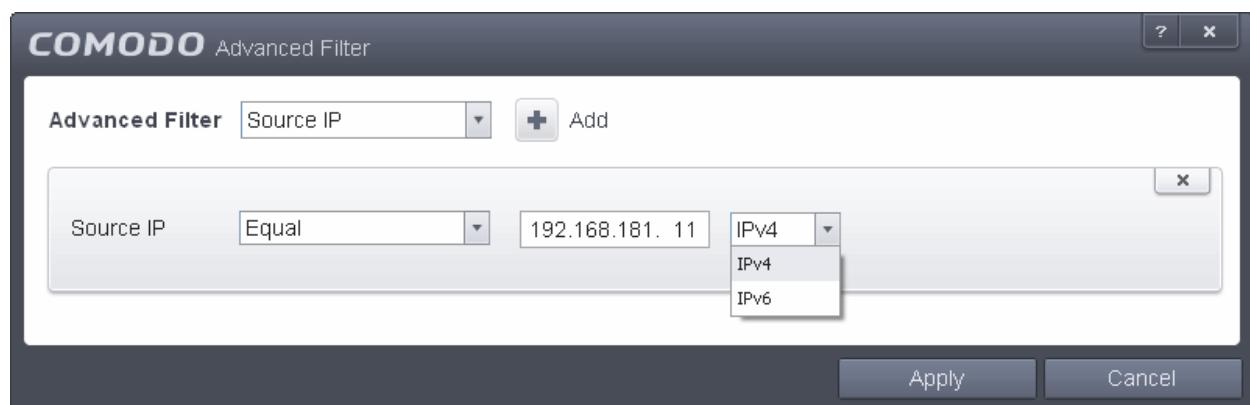 COMODO Advanced Filter ? x
Advanced Filter Source IP + Add
x
Source IP Equal 192.168.181. 11 IPv4
IPv4
IPv6
Apply Cancel